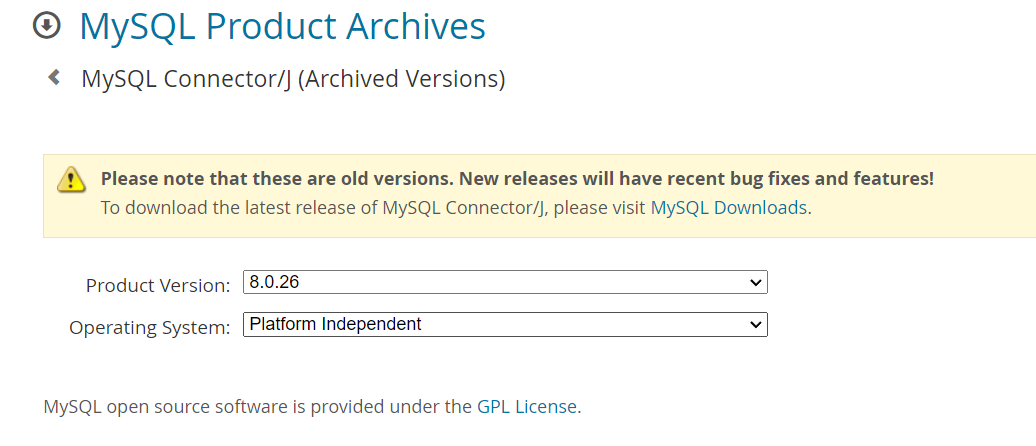 MySQL Product Archives
MySQL Connector/J (Archived Versions)
Please note that these are old versions. New releases will have recent bug fixes and features!
To download the latest release of MySQL Connector/J, please visit MySQL Downloads.
Product Version: 8.0.26
Operating System: Platform Independent
MySQL open source software is provided under the GPL License.